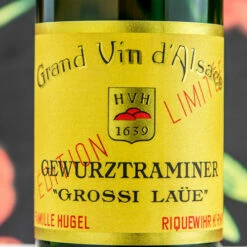 Grand Vin d'Alsace
HVH
1639
EDITION LIMITÉE
GEWURZTRAMINER
"GROSSI LAÜE"
FAMILLE HUGEL
RIQUEWIHR